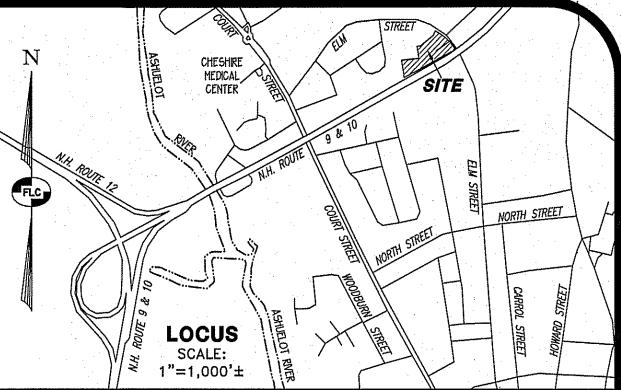 N
FLC
N.H. ROUTE 12
N.H. ROUTE 9 & 10
ASHUELOT
RIVER
COURT
STREET
CHESHIRE
MEDICAL
CENTER
ELM
STREET
SITE
N.H. ROUTE
9 & 10
ELM STREET
NORTH STREET
NORTH STREET
COURT STREET
WOODBURN
STREET
CARROL STREET
HOWARD STREET
ASHUELOT RIVER
LOCUS
SCALE:
1"=1,000'±